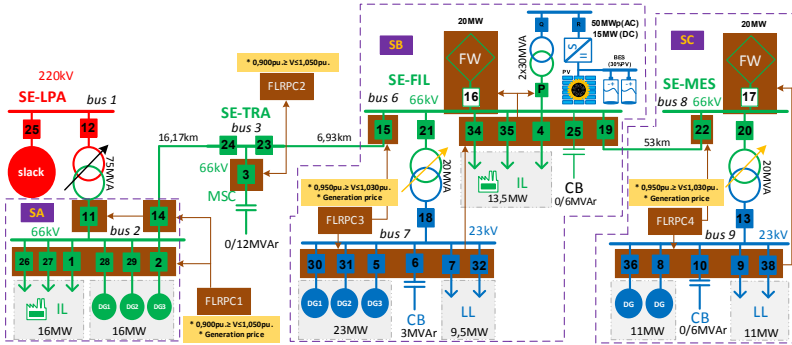 220kV
SE-LPA
bus 1
25
12
slack
75MVA
SA
11
14
66kV
bus 2
26
27
1
28
29
2
IL
DG1
DG2
DG3
16MW
16MW
FLRPC1
* 0,900pu.≥ V≤1,050pu.
* Generation price
16,17km
SE-TRA
bus 3
24
23
3
66kV
MSC
0/12MVAr
* 0,900pu.≥ V≤1,050pu.
FLRPC2
6,93km
SB
20MW
FW
16
SE-FIL
bus 6
66kV
15
21
34
35
4
25
19
2x30MVA
Q
R
P
50MWp(AC)
15MW (DC)
S
II
PV
BES
(30%PV)
IL
13,5MW
CB
0/6MVAr
20MVA
18
* 0,950pu.≥ V≤1,030pu.
* Generation price
FLRPC3
bus 7
23kV
30
31
5
6
7
32
DG1
DG2
DG3
23MW
CB
3MVAr
LL
9,5MW
53km
SC
20MW
FW
17
SE-MES
bus 8
66kV
22
20
20MVA
13
* 0,950pu.≥ V≤1,030pu.
* Generation price
FLRPC4
bus 9
23kV
36
8
10
9
38
DG
DG
11MW
CB
0/6MVAr
LL
11MW